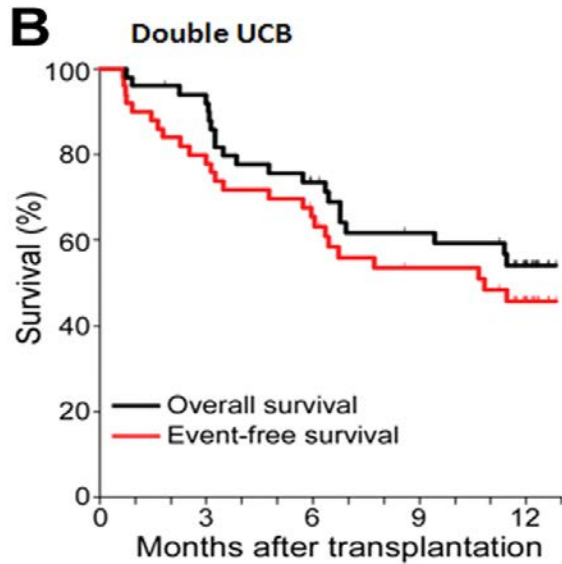 B
Double UCB
100
80
60
40
20
0
Survival (%)
Overall survival
Event-free survival
0 3 6 9 12
Months after transplantation